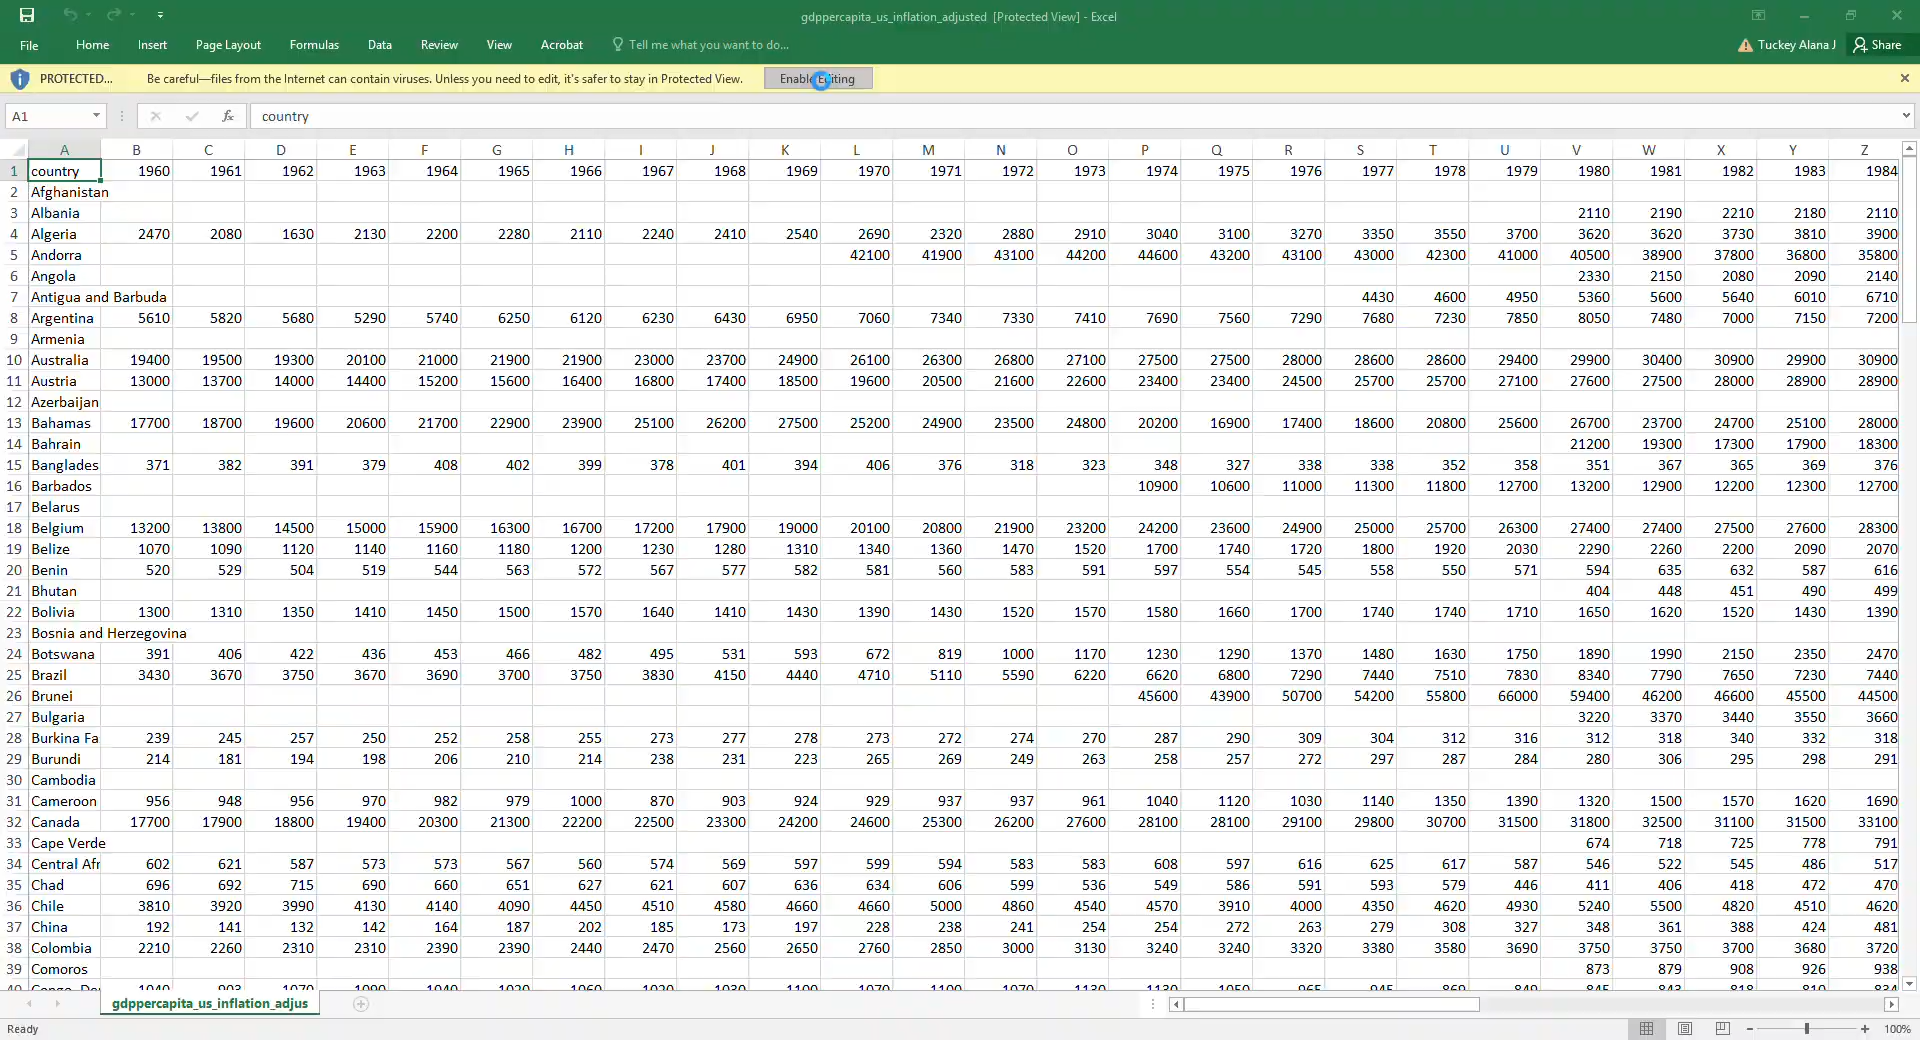 gdppercapita_us_inflation_adjusted [Protected View] - Excel
File Home Insert Page Layout Formulas Data Review View Acrobat Tell me what you want to do... Tuckey Alana J Share
PROTECTED... Be careful—files from the Internet can contain viruses. Unless you need to edit, it's safer to stay in Protected View. Enable Editing
A1 fx country
A B C D E F G H I J K L M N O P Q R S T U V W X Y Z
1 country 1960 1961 1962 1963 1964 1965 1966 1967 1968 1969 1970 1971 1972 1973 1974 1975 1976 1977 1978 1979 1980 1981 1982 1983 1984
2 Afghanistan
3 Albania 2110 2190 2210 2180 2110
4 Algeria 2470 2080 1630 2130 2200 2280 2110 2240 2410 2540 2690 2320 2880 2910 3040 3100 3270 3350 3550 3700 3620 3620 3730 3810 3900
5 Andorra 42100 41900 43100 44200 44600 43200 43100 43000 42300 41000 40500 38900 37800 36800 35800
6 Angola 2330 2150 2080 2090 2140
7 Antigua and Barbuda 4430 4600 4950 5360 5600 5640 6010 6710
8 Argentina 5610 5820 5680 5290 5740 6250 6120 6230 6430 6950 7060 7340 7330 7410 7690 7560 7290 7680 7230 7850 8050 7480 7000 7150 7200
9 Armenia
10 Australia 19400 19500 19300 20100 21000 21900 21900 23000 23700 24900 26100 26300 26800 27100 27500 27500 28000 28600 28600 29400 29900 30400 30900 29900 30900
11 Austria 13000 13700 14000 14400 15200 15600 16400 16800 17400 18500 19600 20500 21600 22600 23400 23400 24500 25700 25700 27100 27600 27500 28000 28900 28900
12 Azerbaijan
13 Bahamas 17700 18700 19600 20600 21700 22900 23900 25100 26200 27500 25200 24900 23500 24800 20200 16900 17400 18600 20800 25600 26700 23700 24700 25100 28000
14 Bahrain 21200 19300 17300 17900 18300
15 Banglades 371 382 391 379 408 402 399 378 401 394 406 376 318 323 348 327 338 338 352 358 351 367 365 369 376
16 Barbados 10900 10600 11000 11300 11800 12700 13200 12900 12200 12300 12700
17 Belarus
18 Belgium 13200 13800 14500 15000 15900 16300 16700 17200 17900 19000 20100 20800 21900 23200 24200 23600 24900 25000 25700 26300 27400 27400 27500 27600 28300
19 Belize 1070 1090 1120 1140 1160 1180 1200 1230 1280 1310 1340 1360 1470 1520 1700 1740 1720 1800 1920 2030 2290 2260 2200 2090 2070
20 Benin 520 529 504 519 544 563 572 567 577 582 581 560 583 591 597 554 545 558 550 571 594 635 632 587 616
21 Bhutan 404 448 451 490 499
22 Bolivia 1300 1310 1350 1410 1450 1500 1570 1640 1410 1430 1390 1430 1520 1570 1580 1660 1700 1740 1740 1710 1650 1620 1520 1430 1390
23 Bosnia and Herzegovina
24 Botswana 391 406 422 436 453 466 482 495 531 593 672 819 1000 1170 1230 1290 1370 1480 1630 1750 1890 1990 2150 2350 2470
25 Brazil 3430 3670 3750 3670 3690 3700 3750 3830 4150 4440 4710 5110 5590 6220 6620 6800 7290 7440 7510 7830 8340 7790 7650 7230 7440
26 Brunei 45600 43900 50700 54200 55800 66000 59400 46200 46600 45500 44500
27 Bulgaria 3220 3370 3440 3550 3660
28 Burkina Fa 239 245 257 250 252 258 255 273 277 278 273 272 274 270 287 290 309 304 312 316 312 318 340 332 318
29 Burundi 214 181 194 198 206 210 214 238 231 223 265 269 249 263 258 257 272 297 287 284 280 306 295 298 291
30 Cambodia
31 Cameroon 956 948 956 970 982 979 1000 870 903 924 929 937 937 961 1040 1120 1030 1140 1350 1390 1320 1500 1570 1620 1690
32 Canada 17700 17900 18800 19400 20300 21300 22200 22500 23300 24200 24600 25300 26200 27600 28100 28100 29100 29800 30700 31500 31800 32500 31100 31500 33100
33 Cape Verde 674 718 725 778 791
34 Central Afr 602 621 587 573 573 567 560 574 569 597 599 594 583 583 608 597 616 625 617 587 546 522 545 486 517
35 Chad 696 692 715 690 660 651 627 621 607 636 634 606 599 536 549 586 591 593 579 446 411 406 418 472 470
36 Chile 3810 3920 3990 4130 4140 4090 4450 4510 4580 4660 4660 5000 4860 4540 4570 3910 4000 4350 4620 4930 5240 5500 4820 4510 4620
37 China 192 141 132 142 164 187 202 185 173 197 228 238 241 254 254 272 263 279 308 327 348 361 388 424 481
38 Colombia 2210 2260 2310 2310 2390 2390 2440 2470 2560 2650 2760 2850 3000 3130 3240 3240 3320 3380 3580 3690 3750 3750 3700 3680 3720
39 Comoros 873 879 908 926 938
gdppercapita_us_inflation_adjus
Ready 100%